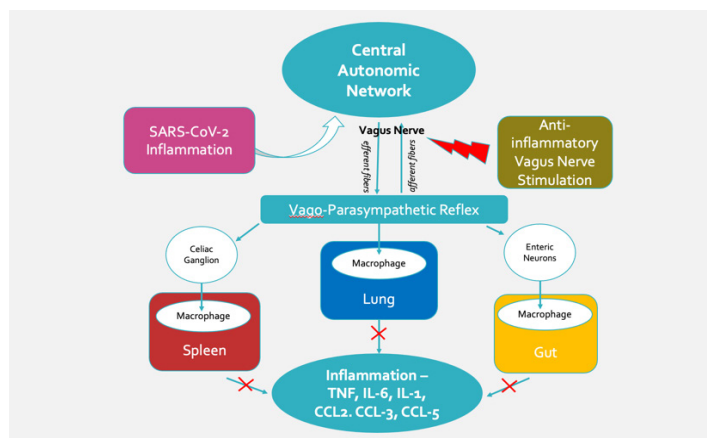 Central
Autonomic
Network
SARS-CoV-2
Inflammation
Vagus Nerve
efferent fibers
afferent fibers
Anti-
inflammatory
Vagus Nerve
Stimulation
Vago-Parasympathetic Reflex
Celiac
Ganglion
Macrophage
Lung
Enteric
Neurons
Macrophage
Spleen
Macrophage
Gut
Inflammation –
TNF, IL-6, IL-1,
CCL2. CCL-3, CCL-5